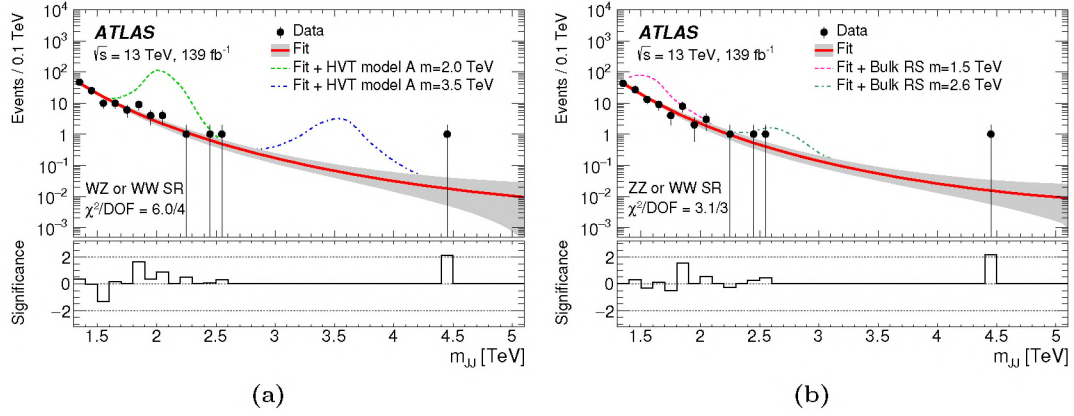 ATLAS
√s = 13 TeV, 139 fb⁻¹
Data
Fit
Fit + HVT model A m=2.0 TeV
Fit + HVT model A m=3.5 TeV
WZ or WW SR
χ²/DOF = 6.0/4
Events / 0.1 TeV
10⁴
10³
10²
10
1
10⁻¹
10⁻²
10⁻³
Significance
2
0
−2
1.5 2 2.5 3 3.5 4 4.5 5
m_JJ [TeV]
(a)
ATLAS
√s = 13 TeV, 139 fb⁻¹
Data
Fit
Fit + Bulk RS m=1.5 TeV
Fit + Bulk RS m=2.6 TeV
ZZ or WW SR
χ²/DOF = 3.1/3
Events / 0.1 TeV
10⁴
10³
10²
10
1
10⁻¹
10⁻²
10⁻³
Significance
2
0
−2
1.5 2 2.5 3 3.5 4 4.5 5
m_JJ [TeV]
(b)